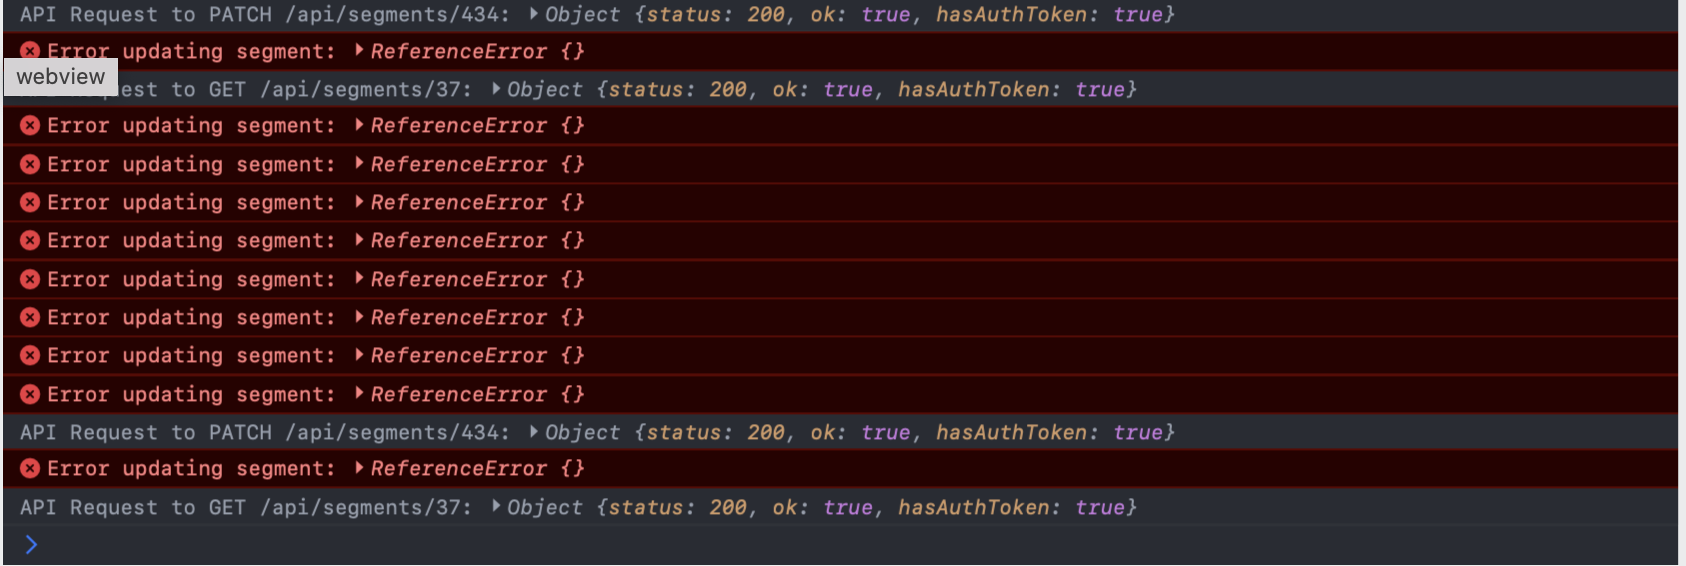 API Request to PATCH /api/segments/434: Object {status: 200, ok: true, hasAuthToken: true}
Error updating segment: ReferenceError {}
webview
est to GET /api/segments/37: Object {status: 200, ok: true, hasAuthToken: true}
Error updating segment: ReferenceError {}
Error updating segment: ReferenceError {}
Error updating segment: ReferenceError {}
Error updating segment: ReferenceError {}
Error updating segment: ReferenceError {}
Error updating segment: ReferenceError {}
Error updating segment: ReferenceError {}
Error updating segment: ReferenceError {}
API Request to PATCH /api/segments/434: Object {status: 200, ok: true, hasAuthToken: true}
Error updating segment: ReferenceError {}
API Request to GET /api/segments/37: Object {status: 200, ok: true, hasAuthToken: true}